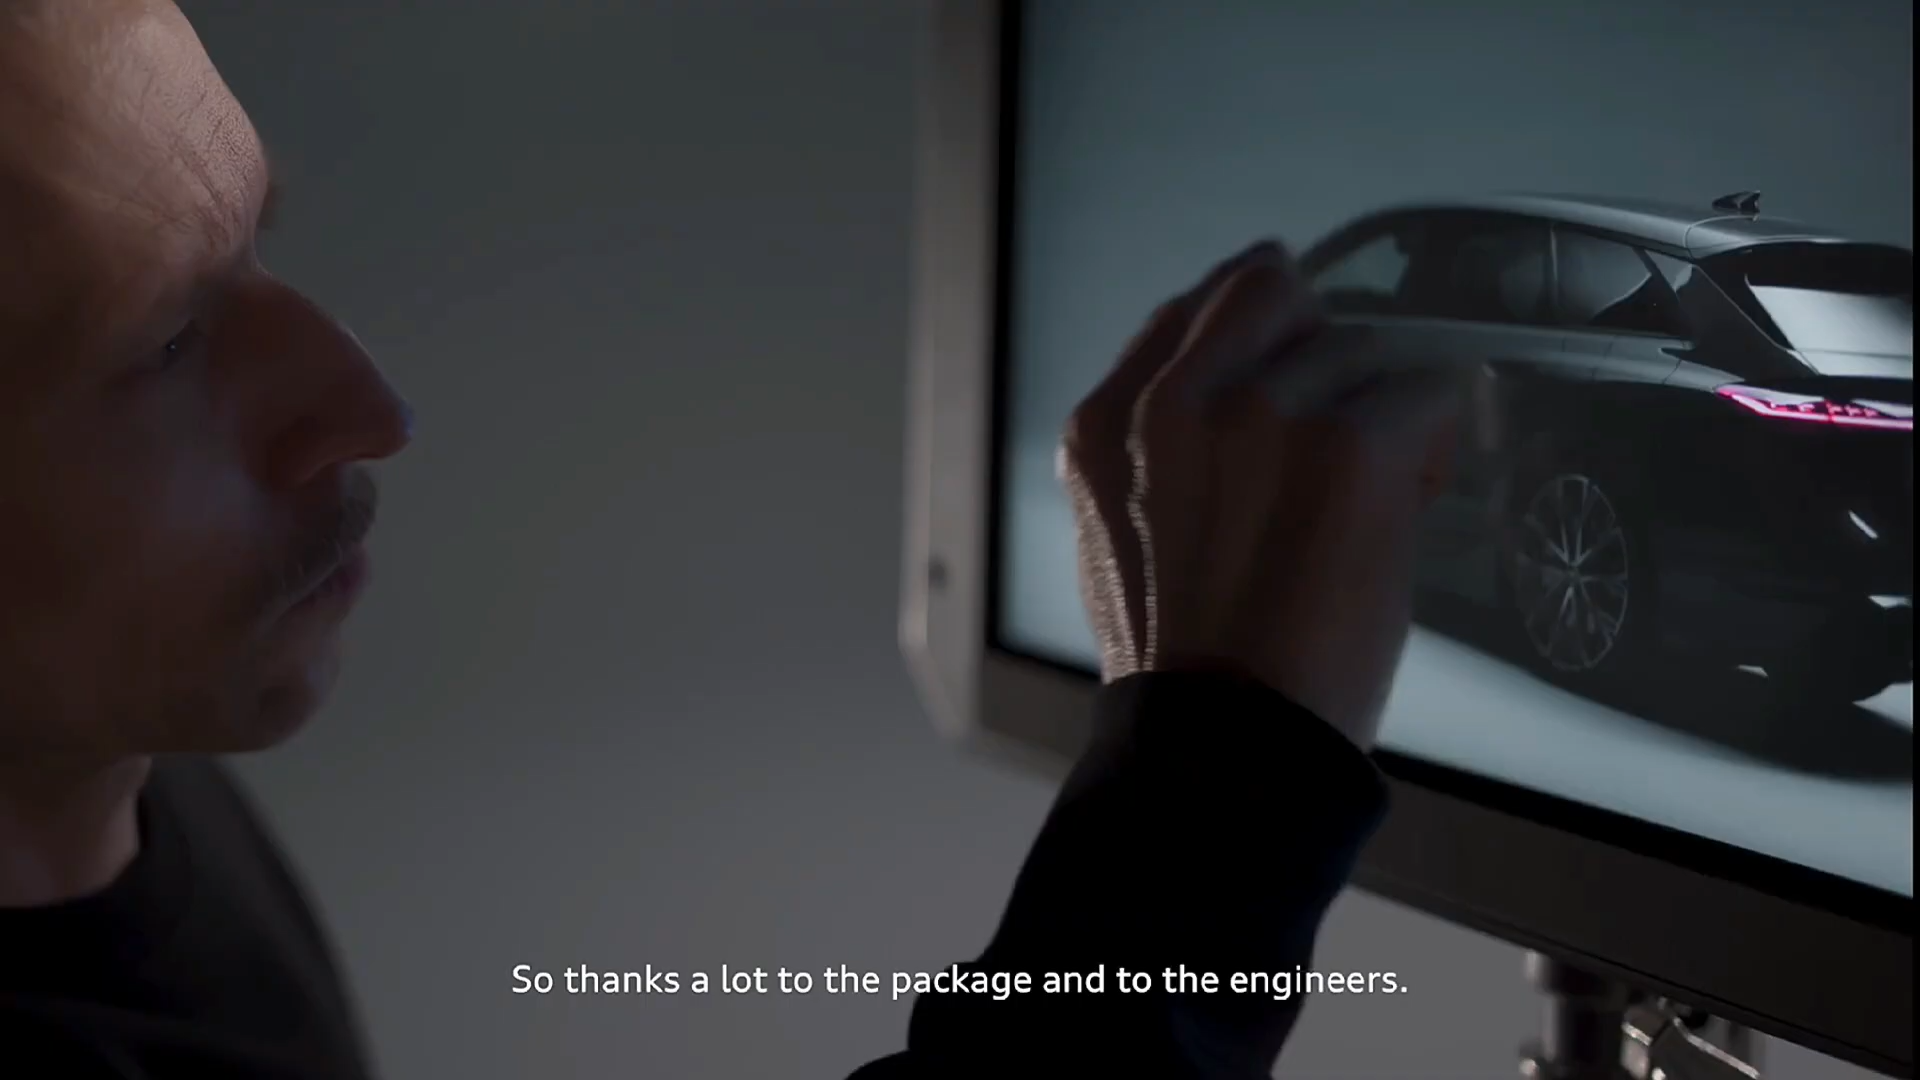 So thanks a lot to the package and to the engineers.